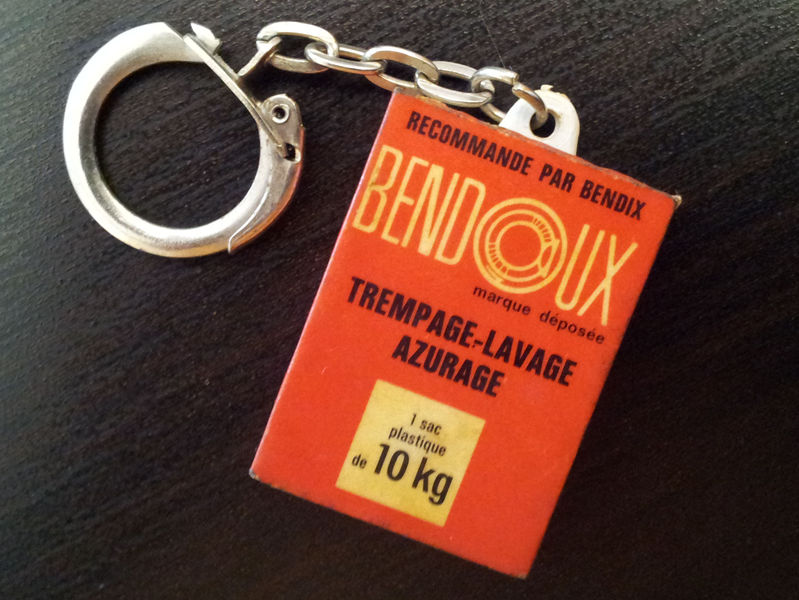 RECOMMANDE PAR BENDIX
BENDOUX
marque déposée
TREMPAGE-LAVAGE
AZURAGE
1 sac
plastique
de 10 kg